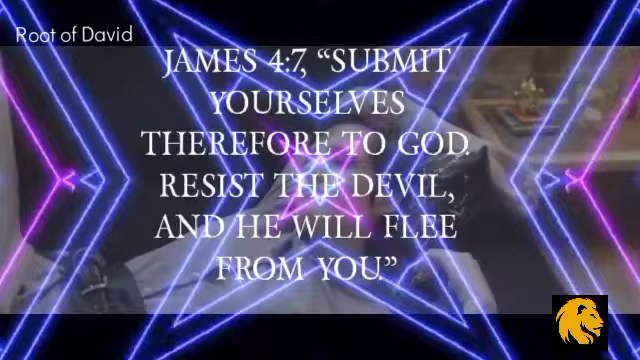 Root of David
JAMES 4:7, “SUBMIT
YOURSELVES
THEREFORE TO GOD.
RESIST THE DEVIL,
AND HE WILL FLEE
FROM YOU.”